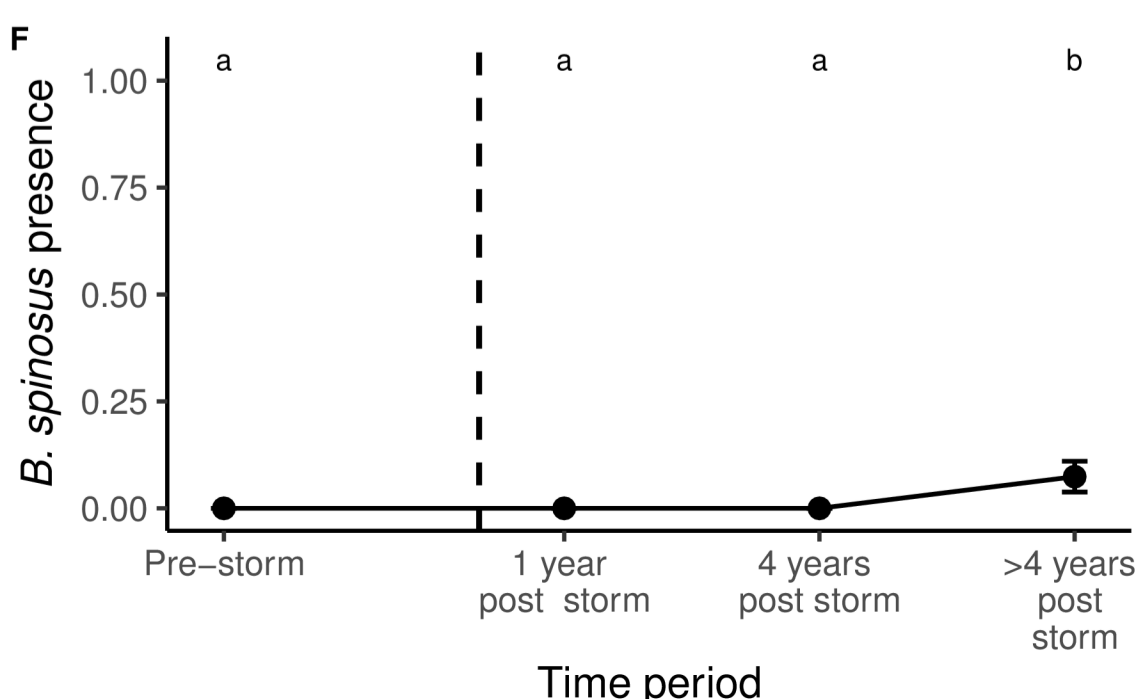 F
a a a b
B. spinosus presence
1.00
0.75
0.50
0.25
0.00
Pre−storm 1 year 4 years >4 years
post storm post storm post
storm
Time period